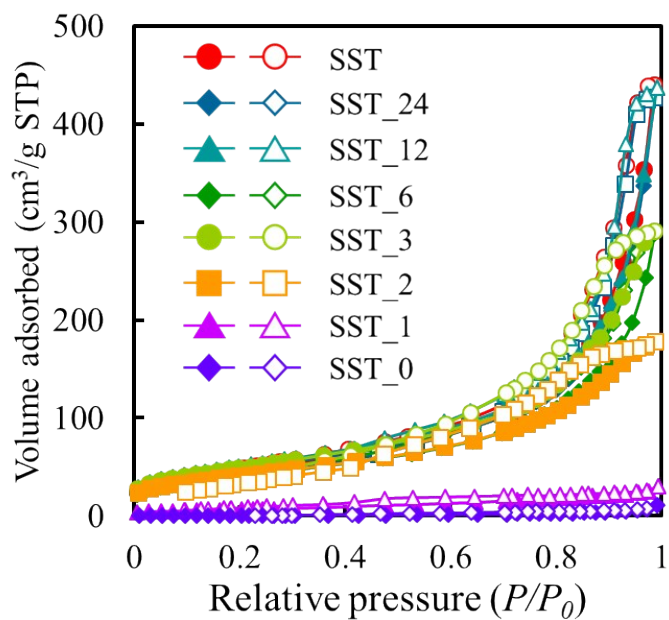 500
400
300
200
100
0
Volume adsorbed (cm³/g STP)
SST
SST_24
SST_12
SST_6
SST_3
SST_2
SST_1
SST_0
0 0.2 0.4 0.6 0.8 1
Relative pressure (P/P₀)